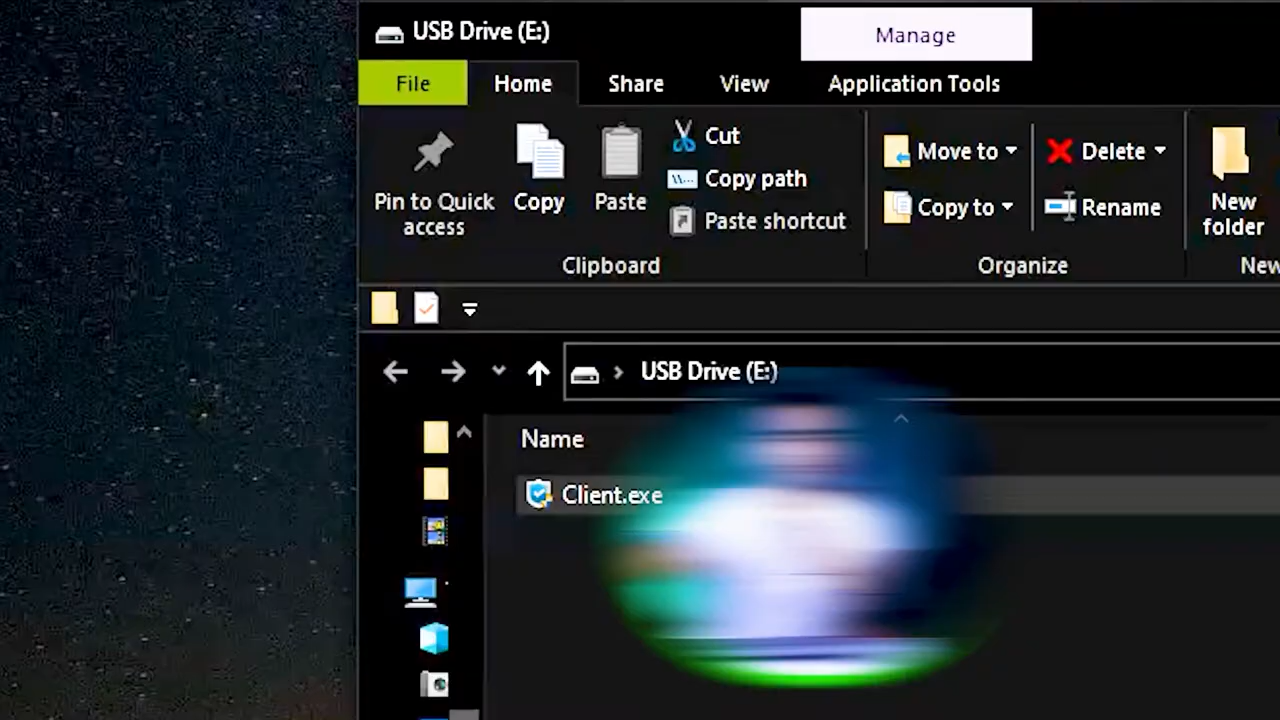 USB Drive (E:)
Manage
File
Home
Share
View
Application Tools
Pin to Quick
access
Copy
Paste
Cut
Copy path
Paste shortcut
Clipboard
Move to
Copy to
Delete
Rename
Organize
New
folder
New
USB Drive (E:)
Name
Client.exe